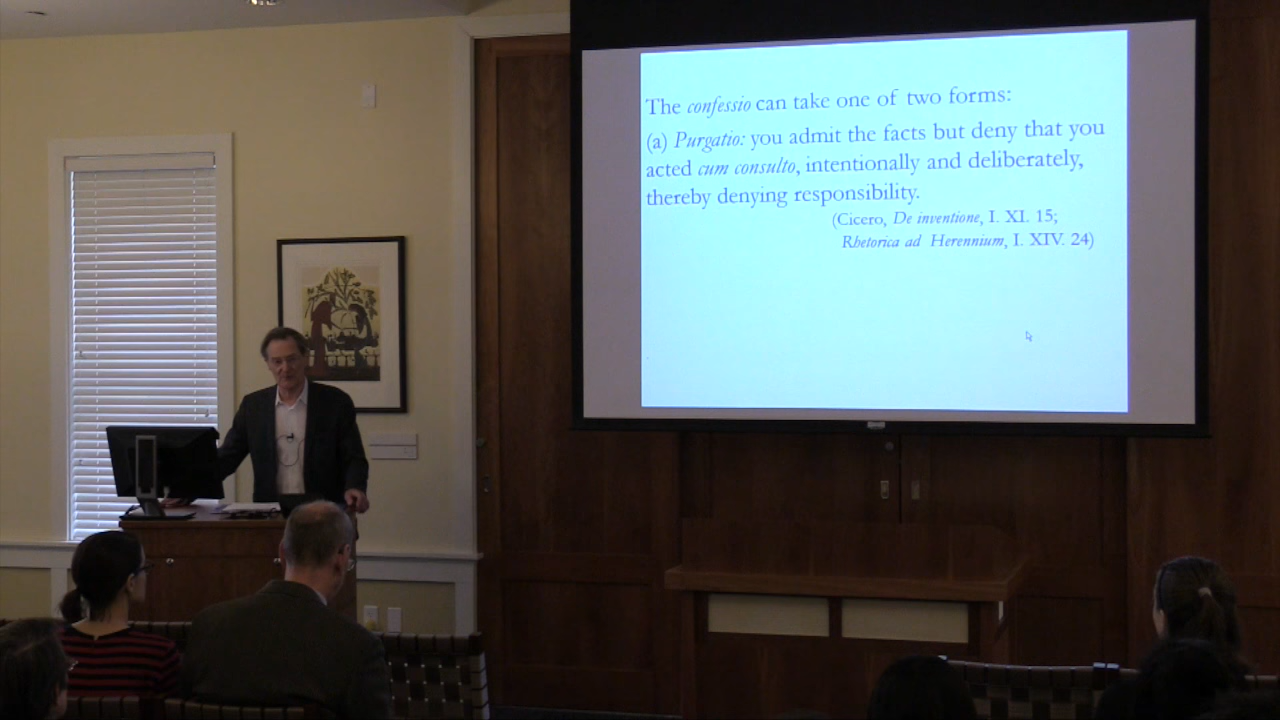 The confessio can take one of two forms:
(a) Purgatio: you admit the facts but deny that you
acted cum consulto, intentionally and deliberately,
thereby denying responsibility.
(Cicero, De inventione, I. XI. 15;
Rhetorica ad Herennium, I. XIV. 24)